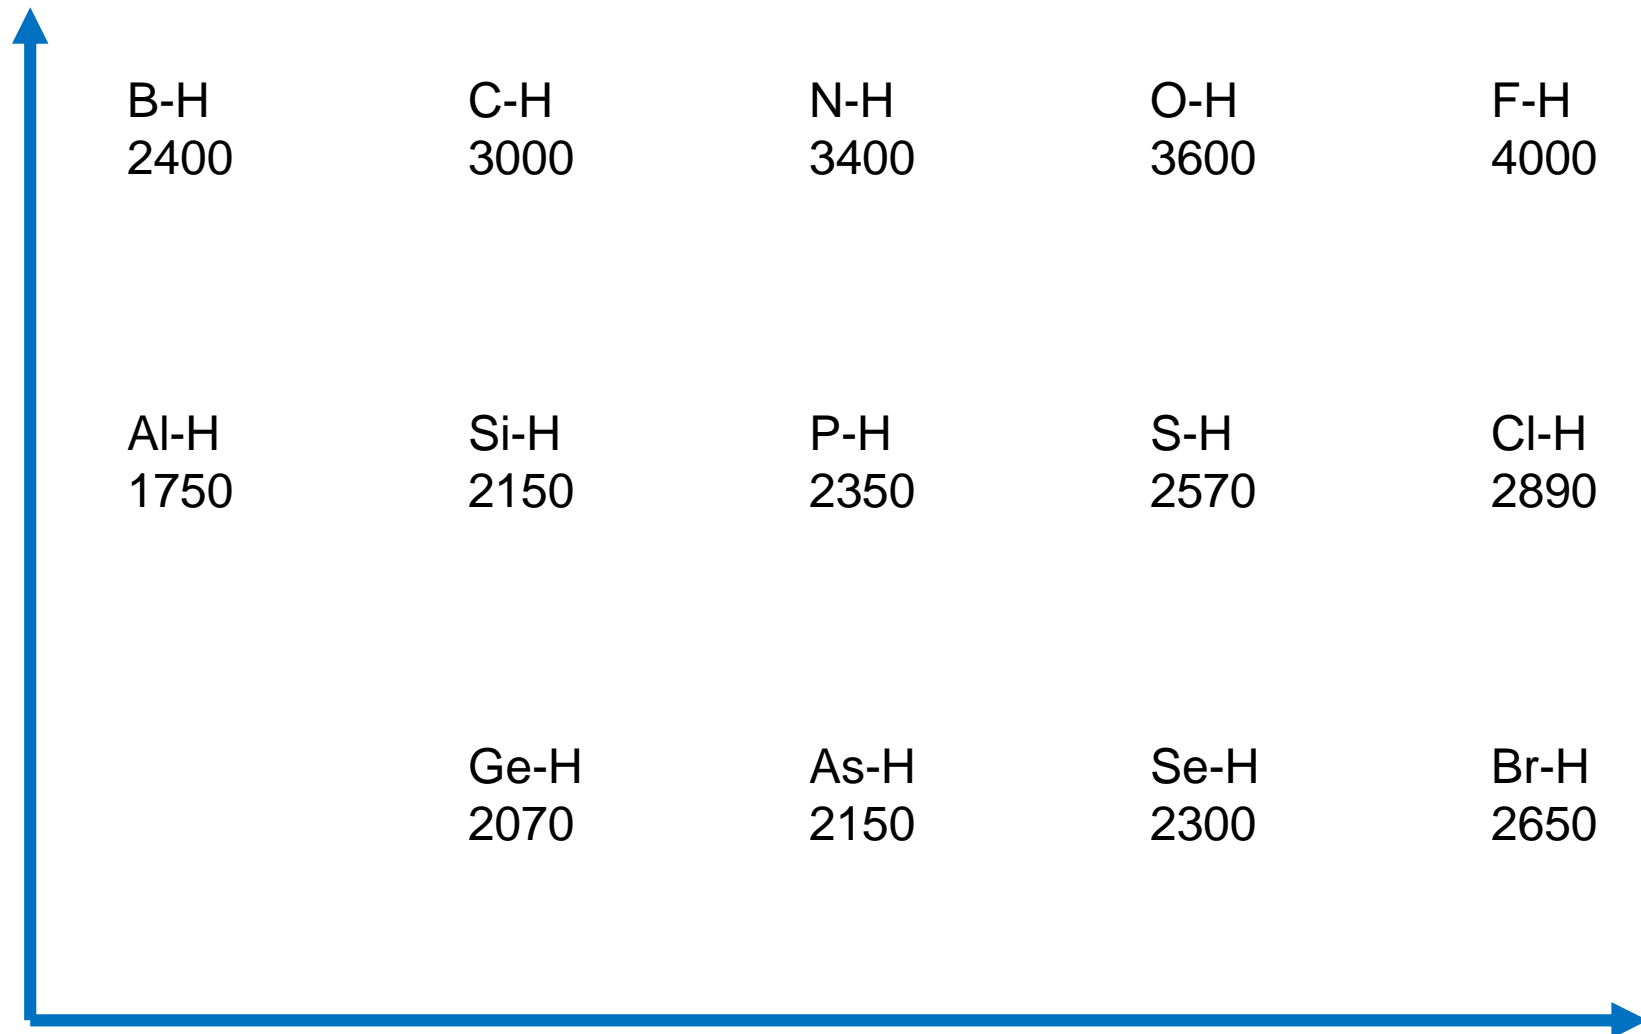 B-H C-H N-H O-H F-H
2400 3000 3400 3600 4000
Al-H Si-H P-H S-H Cl-H
1750 2150 2350 2570 2890
Ge-H As-H Se-H Br-H
2070 2150 2300 2650